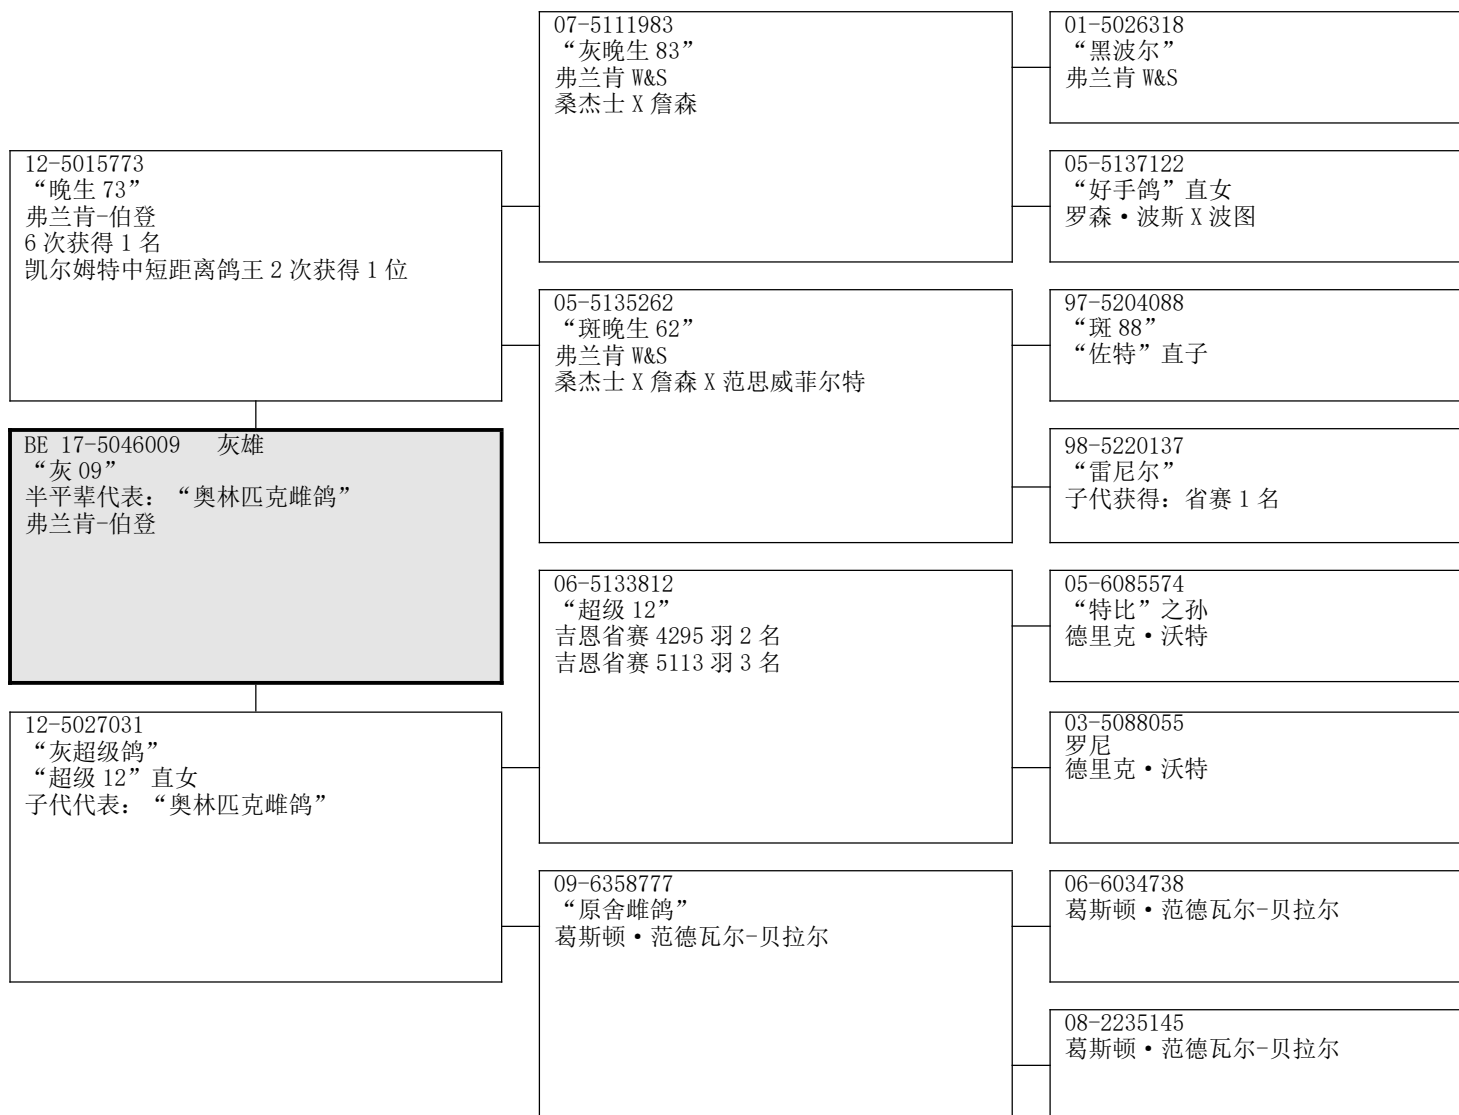 12-5015773
“晚生 73”
弗兰肯-伯登
6 次获得 1 名
凯尔姆特中短距离鸽王 2 次获得 1 位
BE 17-5046009 灰雄
“灰 09”
半平辈代表：“奥林匹克雌鸽”
弗兰肯-伯登
12-5027031
“灰超级鸽”
“超级 12”直女
子代代表：“奥林匹克雌鸽”
07-5111983
“灰晚生 83”
弗兰肯 W&S
桑杰士 X 詹森
05-5135262
“斑晚生 62”
弗兰肯 W&S
桑杰士 X 詹森 X 范思威菲尔特
06-5133812
“超级 12”
吉恩省赛 4295 羽 2 名
吉恩省赛 5113 羽 3 名
09-6358777
“原舍雌鸽”
葛斯顿•范德瓦尔-贝拉尔
01-5026318
“黑波尔”
弗兰肯 W&S
05-5137122
“好手鸽”直女
罗森•波斯 X 波图
97-5204088
“斑 88”
“佐特”直子
98-5220137
“雷尼尔”
子代获得：省赛 1 名
05-6085574
“特比”之孙
德里克•沃特
03-5088055
罗尼
德里克•沃特
06-6034738
葛斯顿•范德瓦尔-贝拉尔
08-2235145
葛斯顿•范德瓦尔-贝拉尔